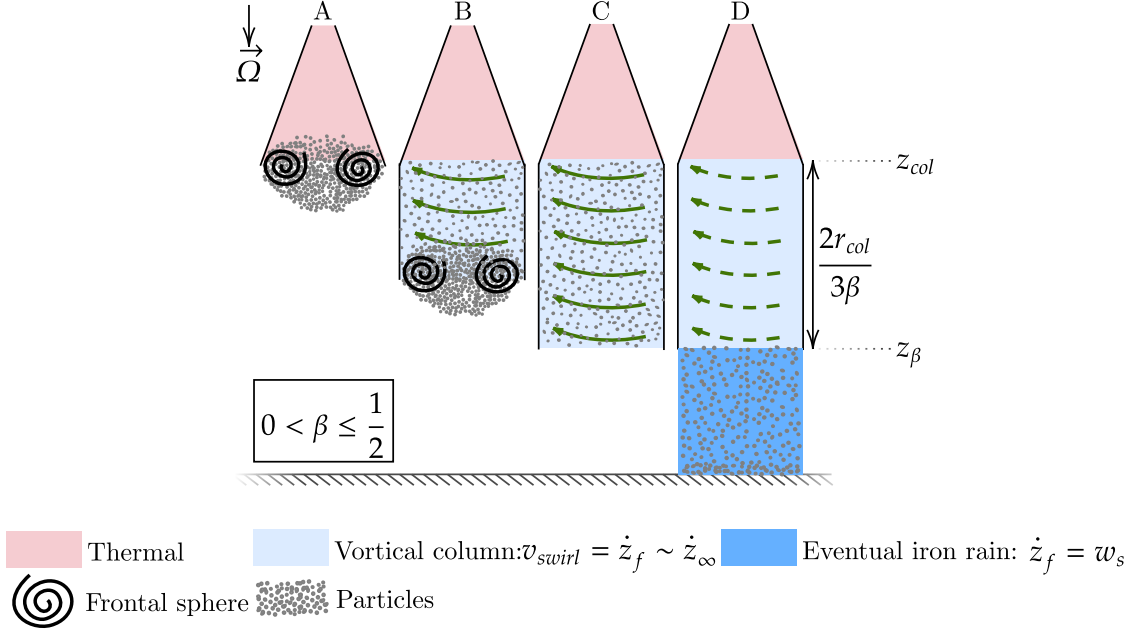 A B C D
Ω⃗
z_col
2r_col / 3β
z_β
0 < β ≤ 1/2
Thermal
Vortical column: v_swirl = ż_f ∼ ż_∞
Eventual iron rain: ż_f = w_s
Frontal sphere
Particles